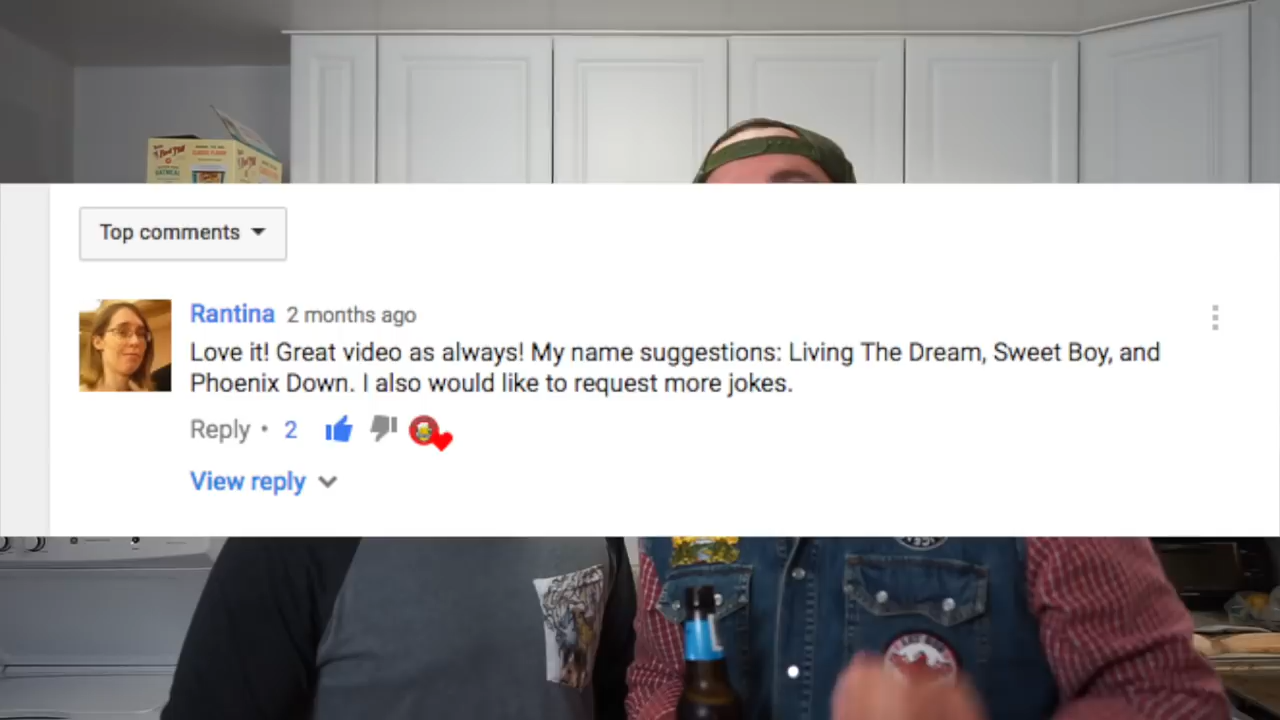 Top comments
Rantina 2 months ago
Love it! Great video as always! My name suggestions: Living The Dream, Sweet Boy, and
Phoenix Down. I also would like to request more jokes.
Reply • 2
View reply